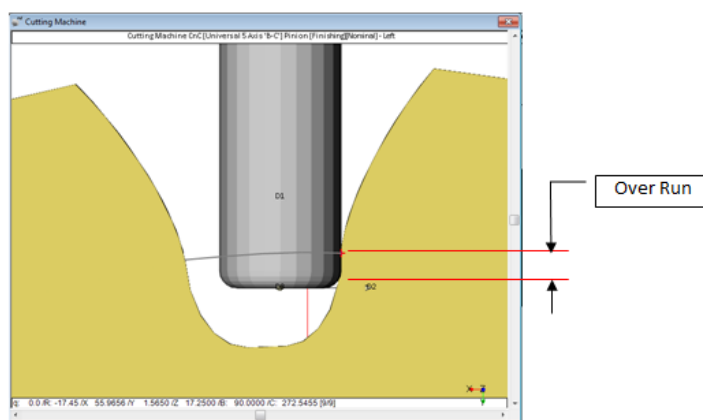 Cutting Machine
Cutting Machine CnC [Universal 5 Axis "B-C"] Pinion [Finishing][Nominal] - Left
D1
Over Run
D2
X Z
Y
q: 0.0 /R: -17.45 /X 55.9656 /Y 1.5650 /Z 17.2500 /B: 90.0000 /C: 272.5455 [9/9]